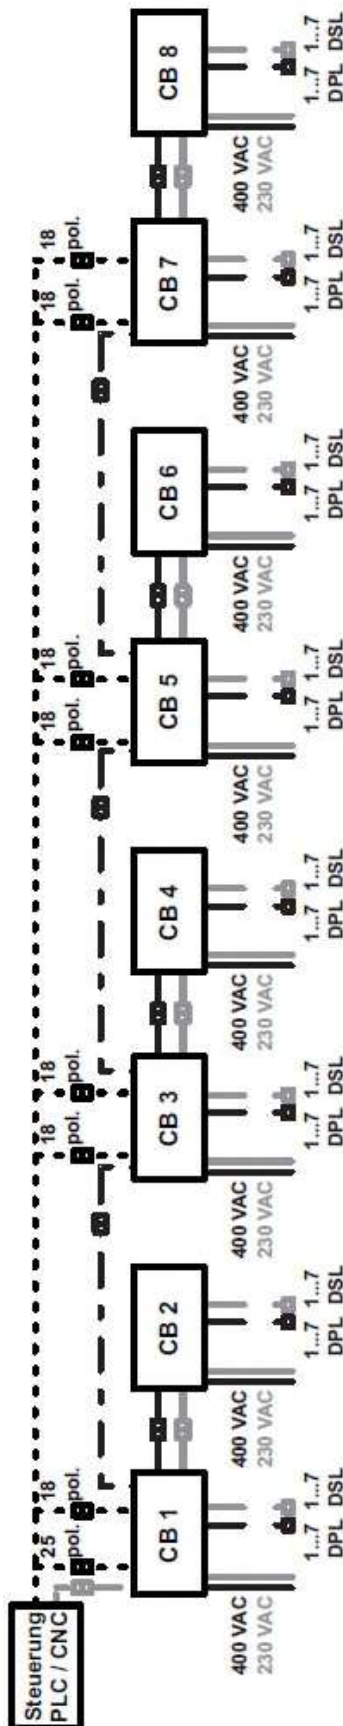 Steuerung
PLC / CNC
25
pol.
18
pol.
18
pol.
18
pol.
18
pol.
18
pol.
18
pol.
18
pol.
CB 1
CB 2
CB 3
CB 4
CB 5
CB 6
CB 7
CB 8
400 VAC
230 VAC
1...7 1...7
DPL DSL
400 VAC
230 VAC
1...7 1...7
DPL DSL
400 VAC
230 VAC
1...7 1...7
DPL DSL
400 VAC
230 VAC
1...7 1...7
DPL DSL
400 VAC
230 VAC
1...7 1...7
DPL DSL
400 VAC
230 VAC
1...7 1...7
DPL DSL
400 VAC
230 VAC
1...7 1...7
DPL DSL
400 VAC
230 VAC
1...7 1...7
DPL DSL